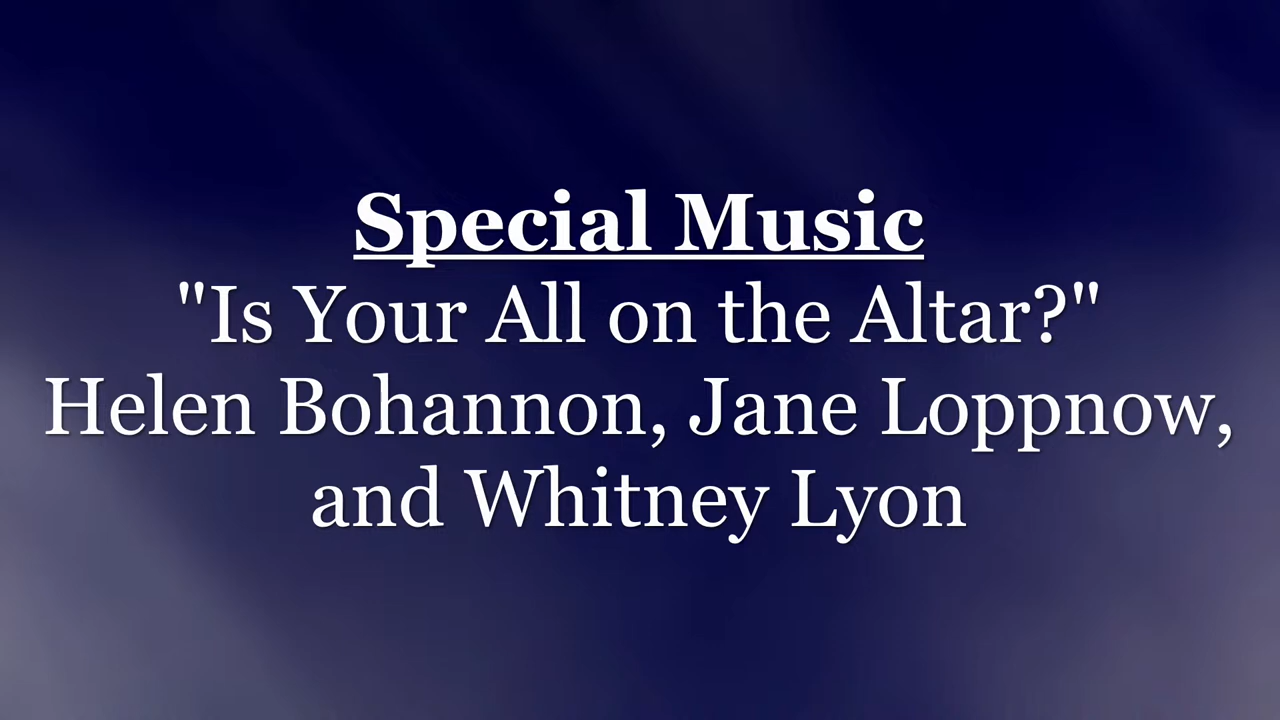 Special Music
"Is Your All on the Altar?"
Helen Bohannon, Jane Loppnow,
and Whitney Lyon